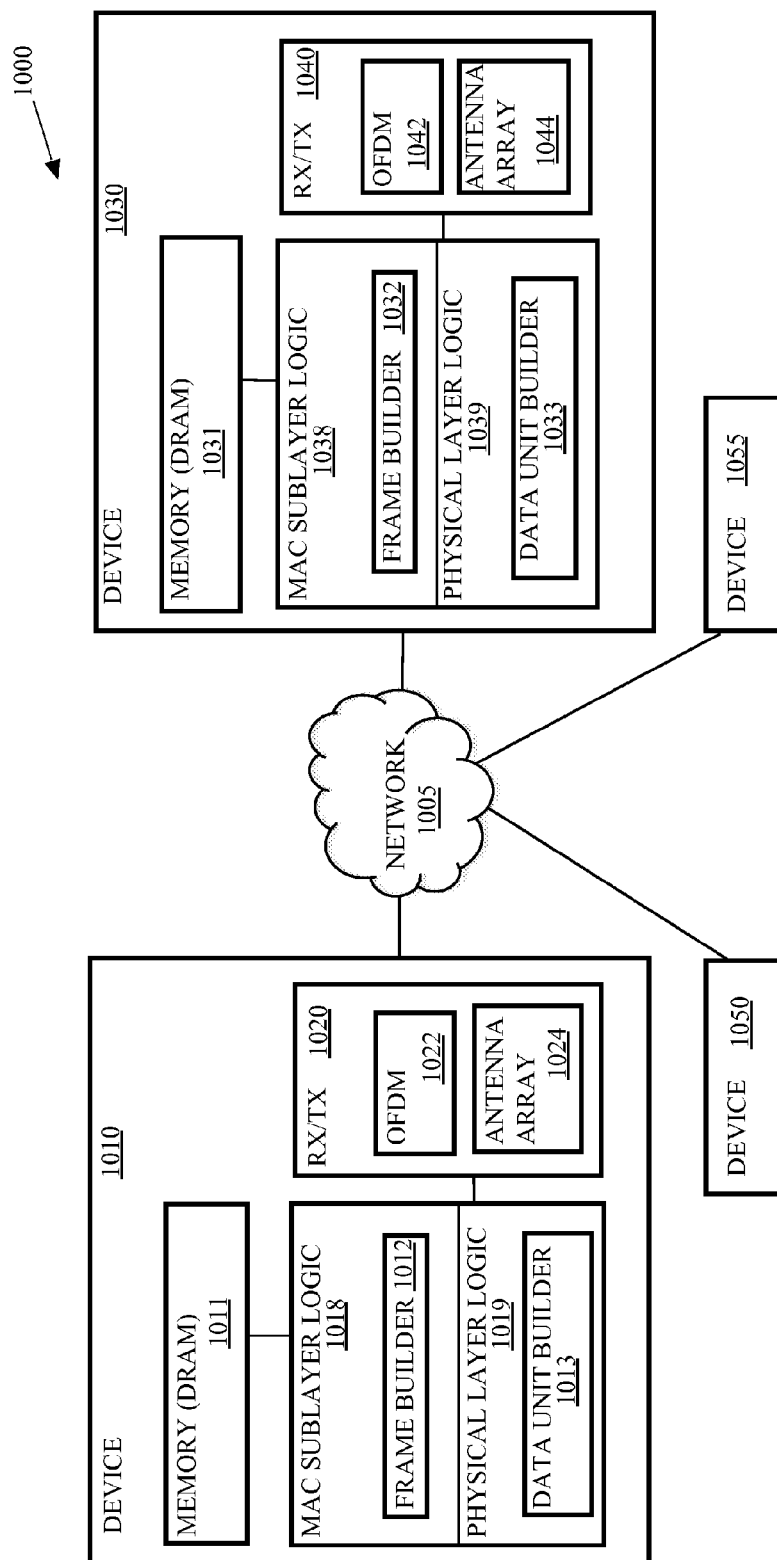 1000
DEVICE
1010
MEMORY (DRAM)
1011
MAC SUBLAYER LOGIC
1018
FRAME BUILDER 1012
PHYSICAL LAYER LOGIC
1019
DATA UNIT BUILDER
1013
RX/TX
1020
OFDM
1022
ANTENNA
ARRAY
1024
NETWORK
1005
DEVICE
1030
MEMORY (DRAM)
1031
MAC SUBLAYER LOGIC
1038
FRAME BUILDER 1032
PHYSICAL LAYER LOGIC
1039
DATA UNIT BUILDER
1033
RX/TX
1040
OFDM
1042
ANTENNA
ARRAY
1044
DEVICE 1050
DEVICE 1055